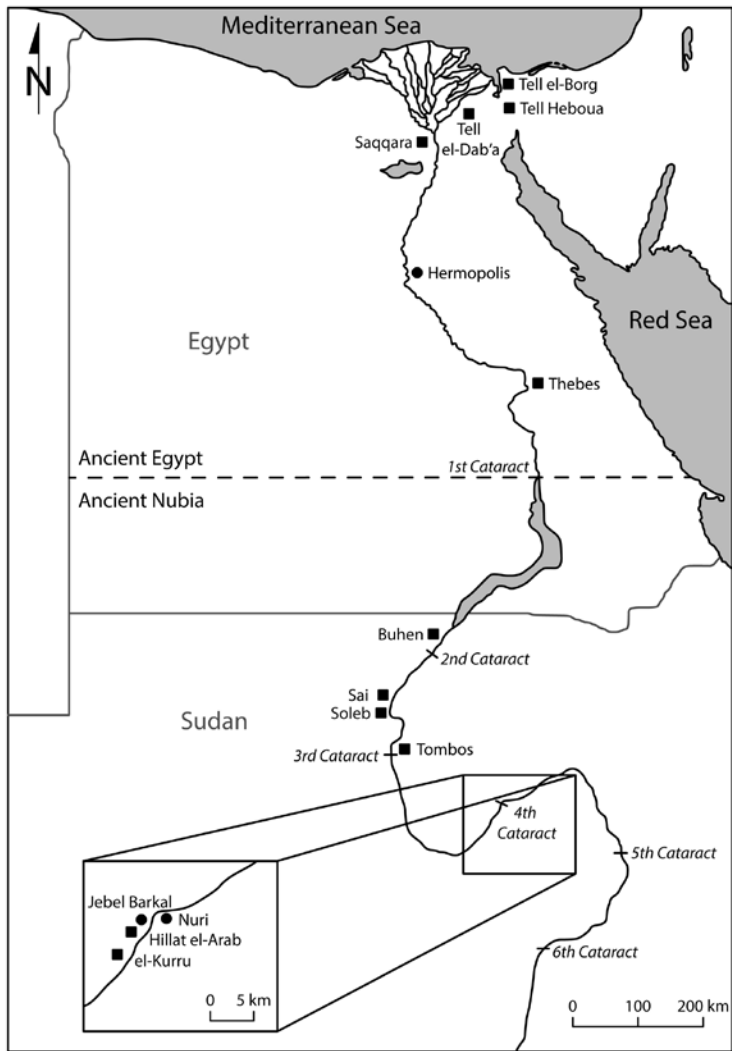 Mediterranean Sea
N
Tell el-Borg
Tell Heboua
Tell
el-Dab'a
Saqqara
Hermopolis
Red Sea
Egypt
Thebes
Ancient Egypt
1st Cataract
Ancient Nubia
Buhen
2nd Cataract
Sai
Soleb
Sudan
Tombos
3rd Cataract
4th
Cataract
5th Cataract
Jebel Barkal
Nuri
Hillat el-Arab
el-Kurru
6th Cataract
0 5 km
0 100 200 km